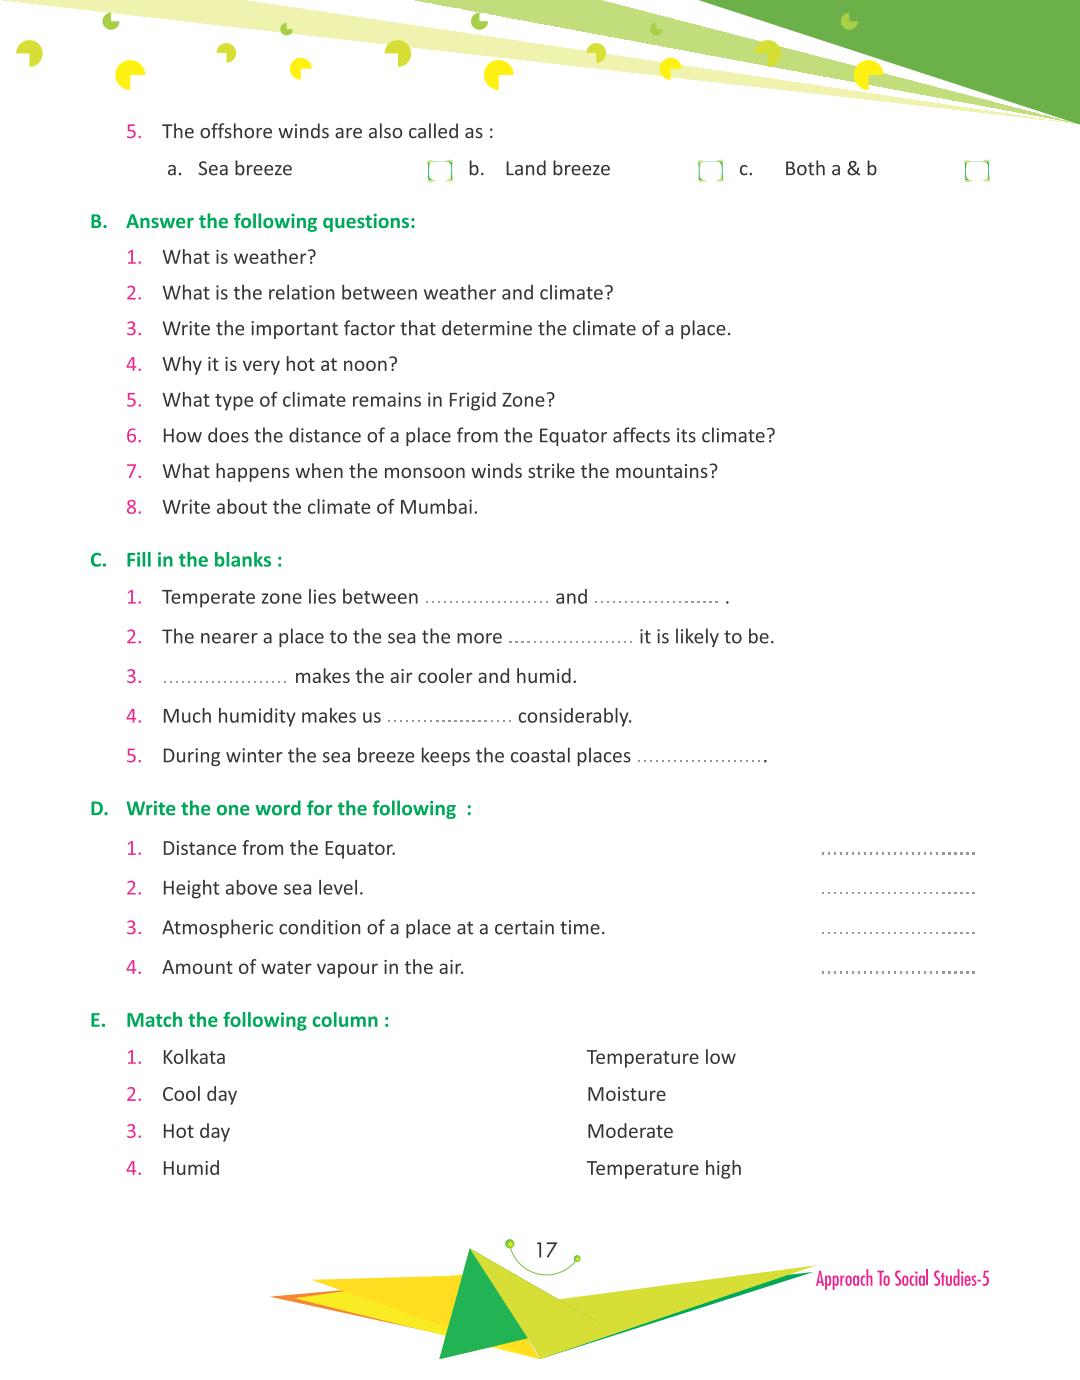 5. The offshore winds are also called as :
a. Sea breeze b. Land breeze c. Both a & b
B. Answer the following questions:
1. What is weather?
2. What is the relation between weather and climate?
3. Write the important factor that determine the climate of a place.
4. Why it is very hot at noon?
5. What type of climate remains in Frigid Zone?
6. How does the distance of a place from the Equator affects its climate?
7. What happens when the monsoon winds strike the mountains?
8. Write about the climate of Mumbai.
C. Fill in the blanks :
1. Temperate zone lies between ..................... and ..................... .
2. The nearer a place to the sea the more ..................... it is likely to be.
3. ..................... makes the air cooler and humid.
4. Much humidity makes us ..................... considerably.
5. During winter the sea breeze keeps the coastal places ......................
D. Write the one word for the following :
1. Distance from the Equator. ..........................
2. Height above sea level. ..........................
3. Atmospheric condition of a place at a certain time. ..........................
4. Amount of water vapour in the air. ..........................
E. Match the following column :
1. Kolkata Temperature low
2. Cool day Moisture
3. Hot day Moderate
4. Humid Temperature high
17
Approach To Social Studies-5